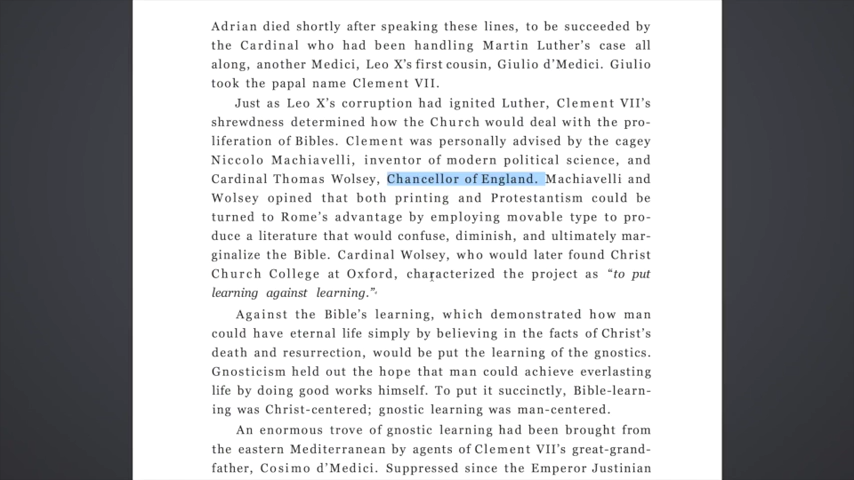 Adrian died shortly after speaking these lines, to be succeeded by
the Cardinal who had been handling Martin Luther's case all
along, another Medici, Leo X's first cousin, Giulio d'Medici. Giulio
took the papal name Clement VII.
Just as Leo X's corruption had ignited Luther, Clement VII's
shrewdness determined how the Church would deal with the pro-
liferation of Bibles. Clement was personally advised by the cagey
Niccolo Machiavelli, inventor of modern political science, and
Cardinal Thomas Wolsey, Chancellor of England. Machiavelli and
Wolsey opined that both printing and Protestantism could be
turned to Rome's advantage by employing movable type to pro-
duce a literature that would confuse, diminish, and ultimately mar-
ginalize the Bible. Cardinal Wolsey, who would later found Christ
Church College at Oxford, characterized the project as “to put
learning against learning.”
Against the Bible's learning, which demonstrated how man
could have eternal life simply by believing in the facts of Christ's
death and resurrection, would be put the learning of the gnostics.
Gnosticism held out the hope that man could achieve everlasting
life by doing good works himself. To put it succinctly, Bible-learn-
ing was Christ-centered; gnostic learning was man-centered.
An enormous trove of gnostic learning had been brought from
the eastern Mediterranean by agents of Clement VII's great-grand-
father, Cosimo d'Medici. Suppressed since the Emperor Justinian